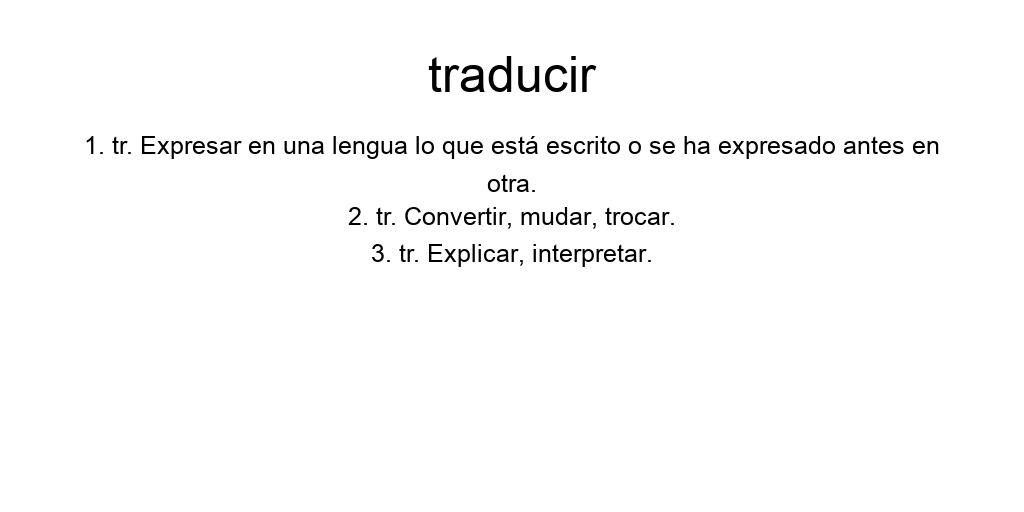 traducir
1. tr. Expresar en una lengua lo que está escrito o se ha expresado antes en
otra.
2. tr. Convertir, mudar, trocar.
3. tr. Explicar, interpretar.